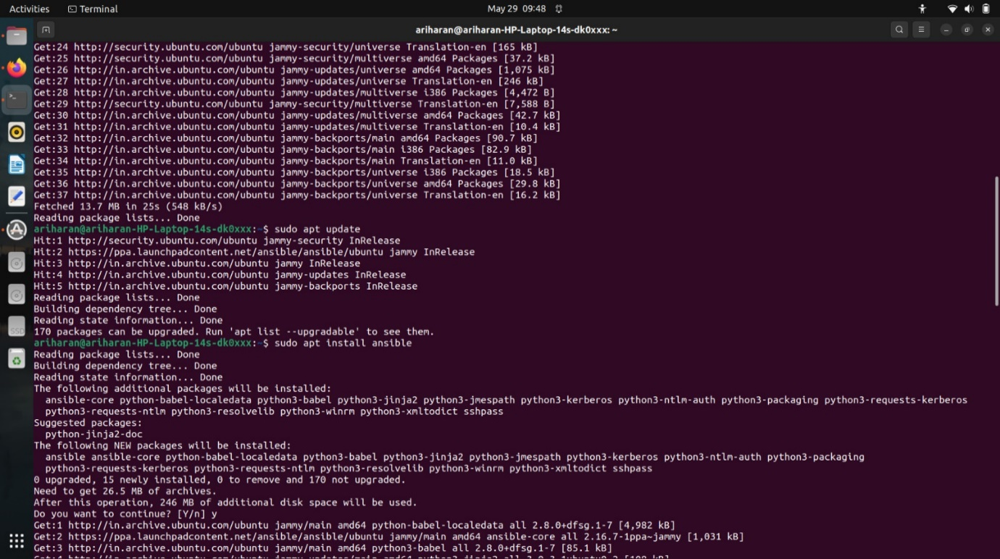 Activities
Terminal
May 29 09:48
ariharan@ariharan-HP-Laptop-14s-dk0xxx: ~
Get:24 http://security.ubuntu.com/ubuntu jammy-security/universe Translation-en [165 kB]
Get:25 http://security.ubuntu.com/ubuntu jammy-security/multiverse amd64 Packages [37.2 kB]
Get:26 http://in.archive.ubuntu.com/ubuntu jammy-updates/universe amd64 Packages [1,075 kB]
Get:27 http://in.archive.ubuntu.com/ubuntu jammy-updates/universe Translation-en [246 kB]
Get:28 http://in.archive.ubuntu.com/ubuntu jammy-updates/multiverse i386 Packages [4,472 B]
Get:29 http://security.ubuntu.com/ubuntu jammy-security/multiverse Translation-en [7,588 B]
Get:30 http://in.archive.ubuntu.com/ubuntu jammy-updates/multiverse amd64 Packages [42.7 kB]
Get:31 http://in.archive.ubuntu.com/ubuntu jammy-updates/multiverse Translation-en [10.4 kB]
Get:32 http://in.archive.ubuntu.com/ubuntu jammy-backports/main amd64 Packages [90.7 kB]
Get:33 http://in.archive.ubuntu.com/ubuntu jammy-backports/main i386 Packages [82.9 kB]
Get:34 http://in.archive.ubuntu.com/ubuntu jammy-backports/main Translation-en [11.0 kB]
Get:35 http://in.archive.ubuntu.com/ubuntu jammy-backports/universe i386 Packages [18.5 kB]
Get:36 http://in.archive.ubuntu.com/ubuntu jammy-backports/universe amd64 Packages [29.8 kB]
Get:37 http://in.archive.ubuntu.com/ubuntu jammy-backports/universe Translation-en [16.2 kB]
Fetched 13.7 MB in 25s (548 kB/s)
Reading package lists... Done
ariharan@ariharan-HP-Laptop-14s-dk0xxx:~$ sudo apt update
Hit:1 http://security.ubuntu.com/ubuntu jammy-security InRelease
Hit:2 https://ppa.launchpadcontent.net/ansible/ansible/ubuntu jammy InRelease
Hit:3 http://in.archive.ubuntu.com/ubuntu jammy InRelease
Hit:4 http://in.archive.ubuntu.com/ubuntu jammy-updates InRelease
Hit:5 http://in.archive.ubuntu.com/ubuntu jammy-backports InRelease
Reading package lists... Done
Building dependency tree... Done
Reading state information... Done
170 packages can be upgraded. Run 'apt list --upgradable' to see them.
ariharan@ariharan-HP-Laptop-14s-dk0xxx:~$ sudo apt install ansible
Reading package lists... Done
Building dependency tree... Done
Reading state information... Done
The following additional packages will be installed:
ansible-core python-babel-localedata python3-babel python3-jinja2 python3-jmespath python3-kerberos python3-ntlm-auth python3-packaging python3-requests-kerberos
python3-requests-ntlm python3-resolvelib python3-winrm python3-xmltodict sshpass
Suggested packages:
python-jinja2-doc
The following NEW packages will be installed:
ansible ansible-core python-babel-localedata python3-babel python3-jinja2 python3-jmespath python3-kerberos python3-ntlm-auth python3-packaging
python3-requests-kerberos python3-requests-ntlm python3-resolvelib python3-winrm python3-xmltodict sshpass
0 upgraded, 15 newly installed, 0 to remove and 170 not upgraded.
Need to get 26.5 MB of archives.
After this operation, 246 MB of additional disk space will be used.
Do you want to continue? [Y/n] y
Get:1 http://in.archive.ubuntu.com/ubuntu jammy/main amd64 python-babel-localedata all 2.8.0+dfsg.1-7 [4,982 kB]
Get:2 https://ppa.launchpadcontent.net/ansible/ansible/ubuntu jammy/main amd64 ansible-core all 2.16.7-1ppa~jammy [1,031 kB]
Get:3 http://in.archive.ubuntu.com/ubuntu jammy/main amd64 python3-babel all 2.8.0+dfsg.1-7 [85.1 kB]